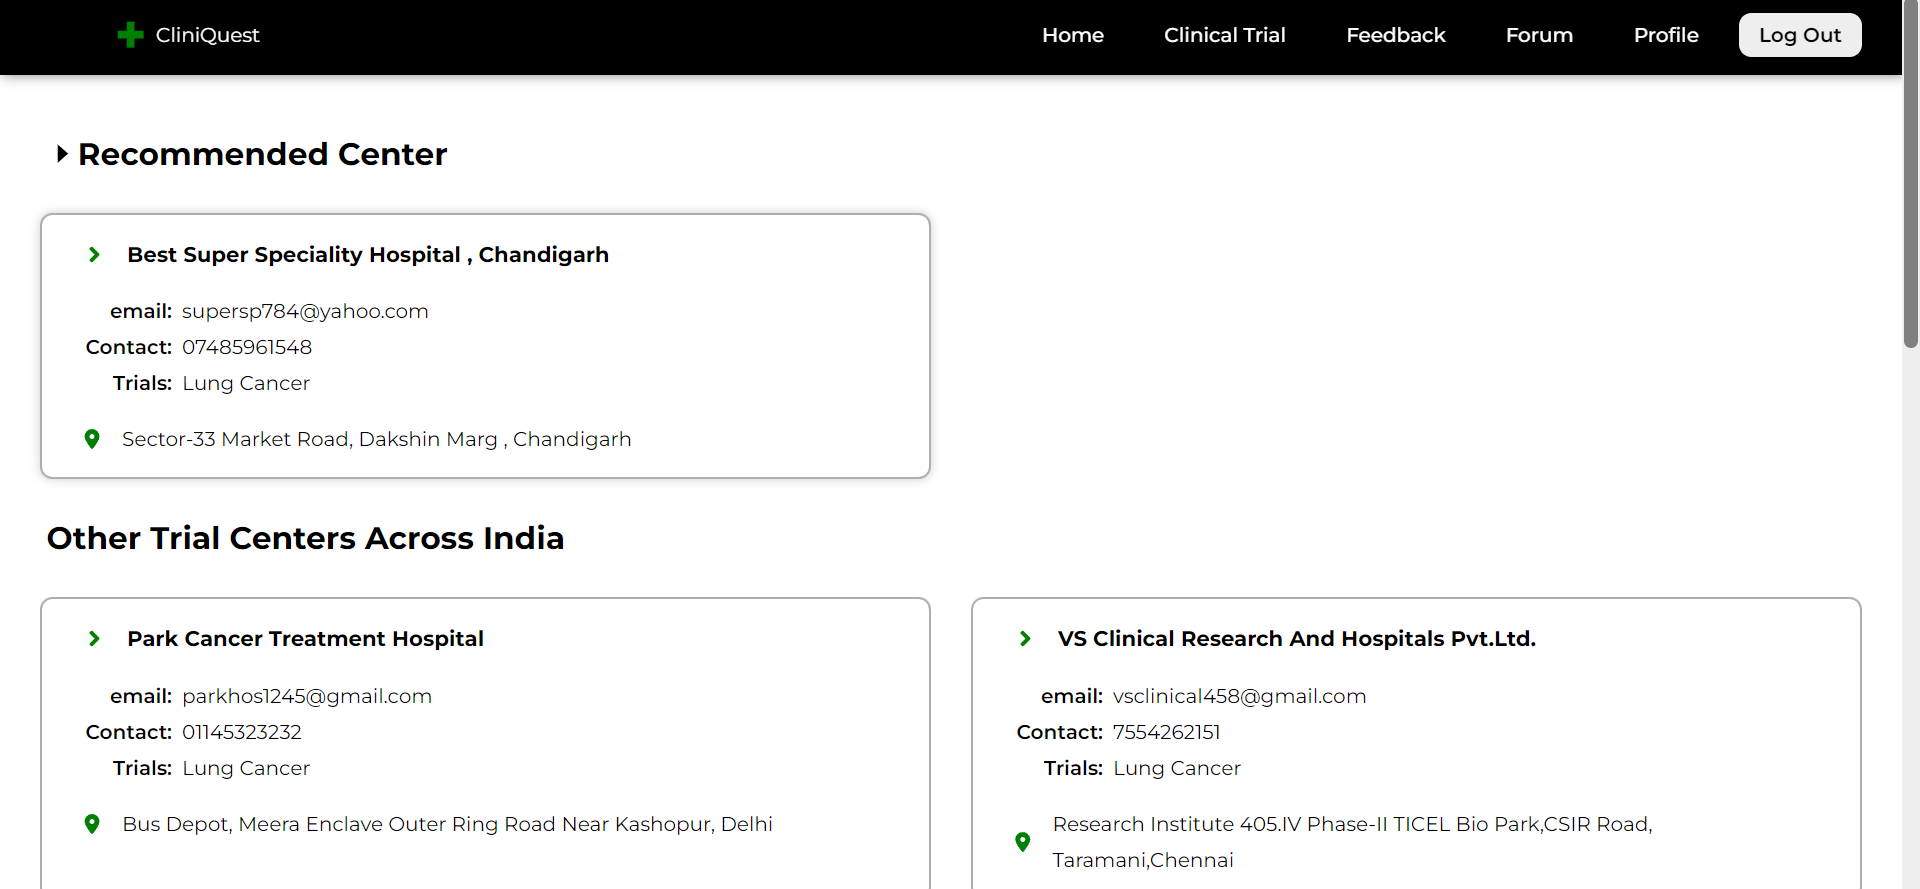 CliniQuest
Home
Clinical Trial
Feedback
Forum
Profile
Log Out
Recommended Center
Best Super Speciality Hospital , Chandigarh
email: supersp784@yahoo.com
Contact: 07485961548
Trials: Lung Cancer
Sector-33 Market Road, Dakshin Marg , Chandigarh
Other Trial Centers Across India
Park Cancer Treatment Hospital
email: parkhos1245@gmail.com
Contact: 01145323232
Trials: Lung Cancer
Bus Depot, Meera Enclave Outer Ring Road Near Kashopur, Delhi
VS Clinical Research And Hospitals Pvt.Ltd.
email: vsclinical458@gmail.com
Contact: 7554262151
Trials: Lung Cancer
Research Institute 405.IV Phase-II TICEL Bio Park,CSIR Road,
Taramani,Chennai